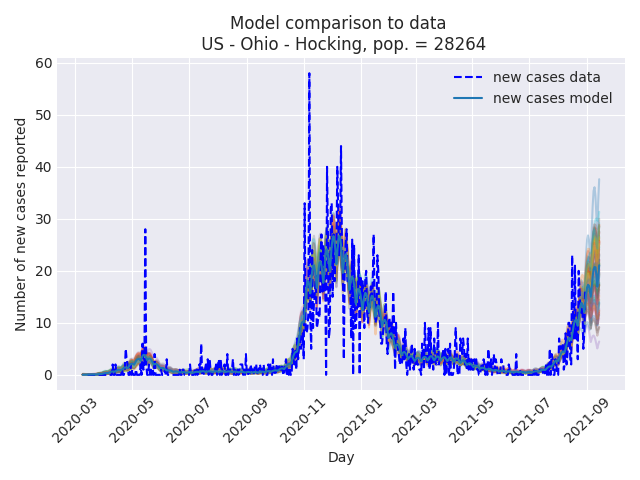 Model comparison to data
US - Ohio - Hocking, pop. = 28264
new cases data
new cases model
Number of new cases reported
60
50
40
30
20
10
0
2020-03
2020-05
2020-07
2020-09
2020-11
2021-01
2021-03
2021-05
2021-07
2021-09
Day